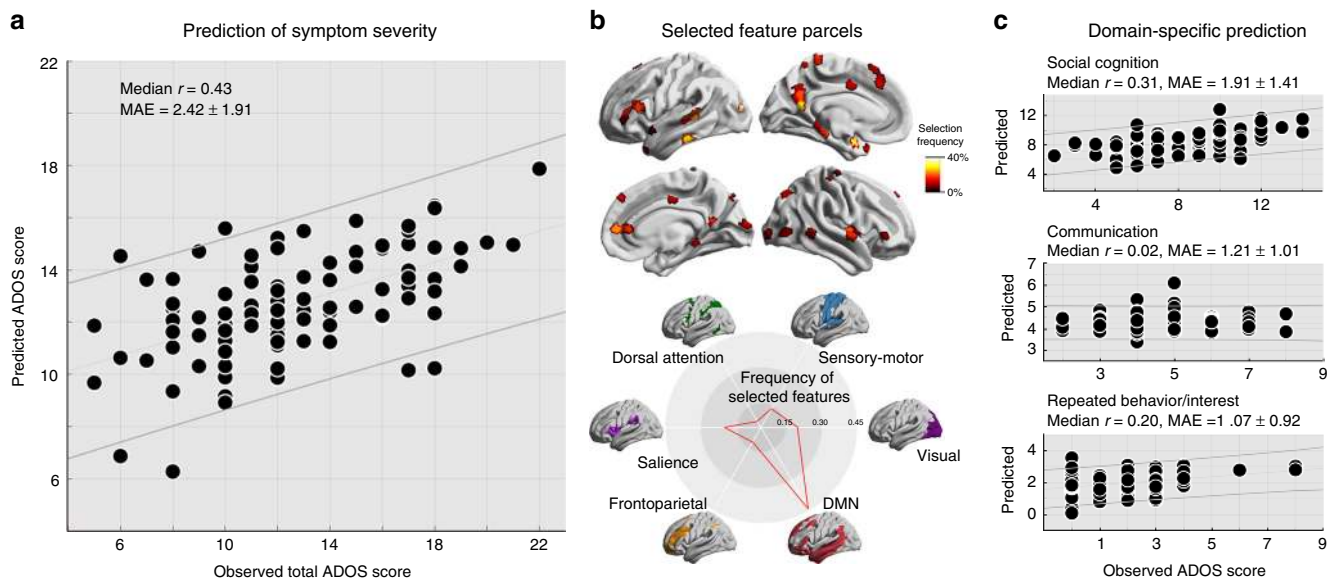 a
Prediction of symptom severity
Median r = 0.43
MAE = 2.42 ± 1.91
22
18
14
10
6
Predicted ADOS score
6
10
14
18
22
Observed total ADOS score
b
Selected feature parcels
Selection
frequency
40%
0%
Dorsal attention
Sensory-motor
Frequency of
selected features
0.15
0.30
0.45
Salience
Visual
Frontoparietal
DMN
c
Domain-specific prediction
Social cognition
Median r = 0.31, MAE = 1.91 ± 1.41
Predicted
12
8
4
4
8
12
Communication
Median r = 0.02, MAE = 1.21 ± 1.01
Predicted
7
6
5
4
3
3
5
7
9
Repeated behavior/interest
Median r = 0.20, MAE =1 .07 ± 0.92
Predicted
4
2
0
1
3
5
7
9
Observed ADOS score